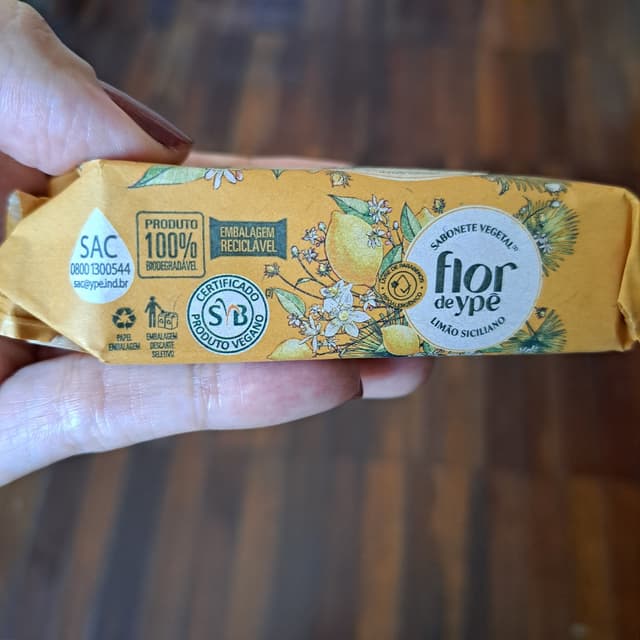 SAC
0800 1300544
sac@ype.ind.br
PRODUTO
100%
BIODEGRADÁVEL
EMBALAGEM
RECICLÁVEL
CERTIFICADO
SVB
PRODUTO VEGANO
PAPEL
EMBALAGEM
EMBALAGEM
DESCARTE
SELETIVO
SABONETE VEGETAL
flor
de ypê
LIMÃO SICILIANO